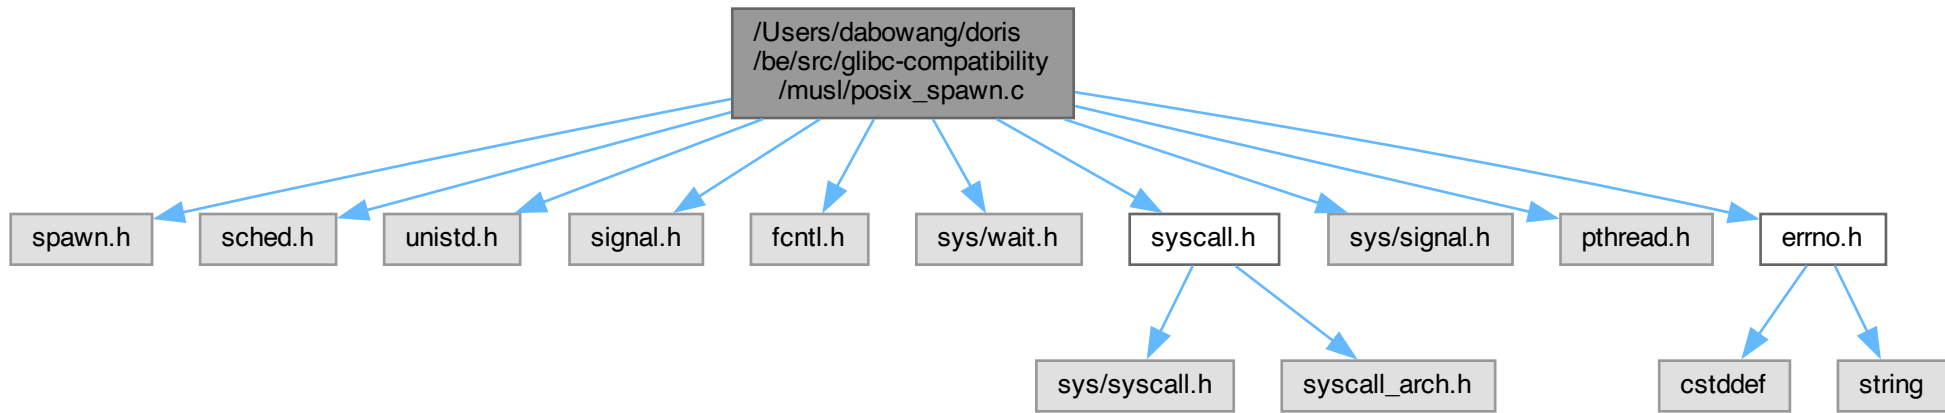 /Users/dabowang/doris
/be/src/glibc-compatibility
/musl/posix_spawn.c
spawn.h
sched.h
unistd.h
signal.h
fcntl.h
sys/wait.h
syscall.h
sys/signal.h
pthread.h
errno.h
sys/syscall.h
syscall_arch.h
cstddef
string